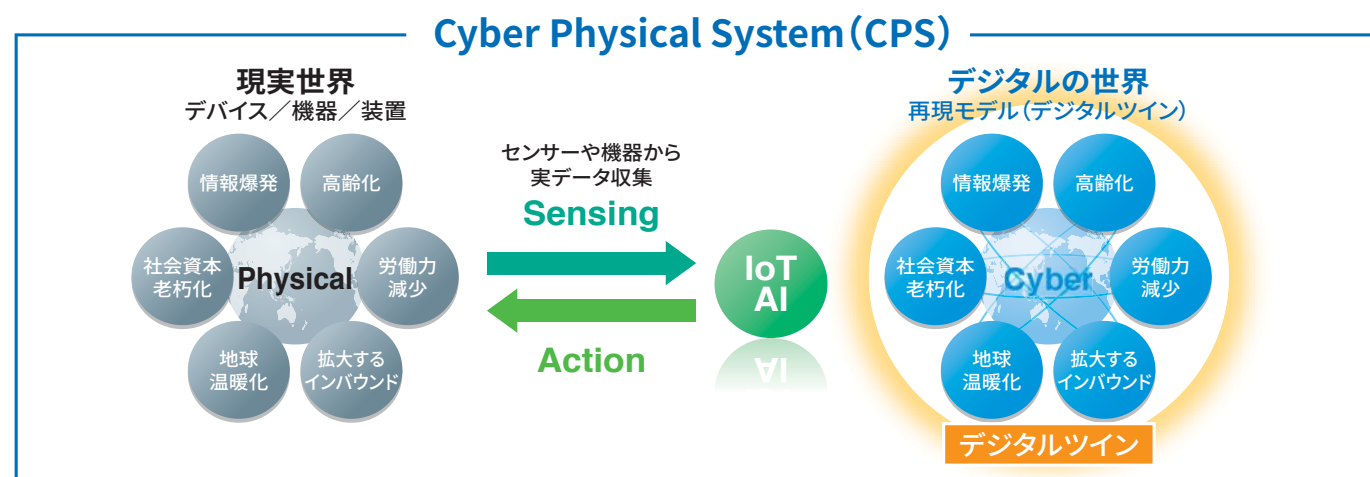 Cyber Physical System（CPS）
現実世界
デバイス／機器／装置
情報爆発
高齢化
社会資本
老朽化
Physical
労働力
減少
地球
温暖化
拡大する
インバウンド
センサーや機器から
実データ収集
Sensing
Action
IoT
AI
デジタルの世界
再現モデル（デジタルツイン）
情報爆発
高齢化
社会資本
老朽化
Cyber
労働力
減少
地球
温暖化
拡大する
インバウンド
デジタルツイン